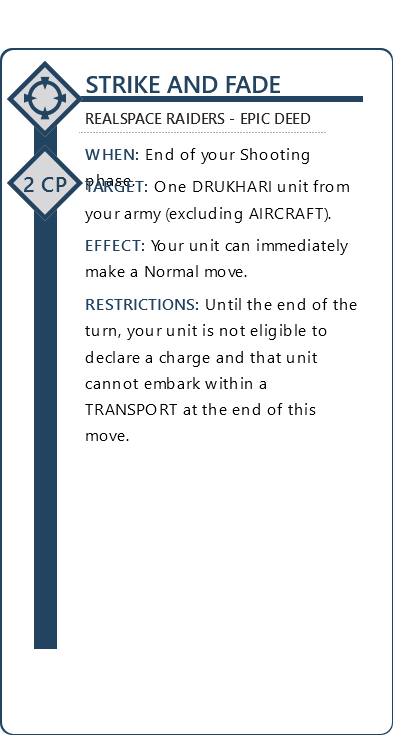 STRIKE AND FADE
REALSPACE RAIDERS - EPIC DEED
WHEN: End of your Shooting
phase.
2 CP
TARGET: One DRUKHARI unit from
your army (excluding AIRCRAFT).
EFFECT: Your unit can immediately
make a Normal move.
RESTRICTIONS: Until the end of the
turn, your unit is not eligible to
declare a charge and that unit
cannot embark within a
TRANSPORT at the end of this
move.